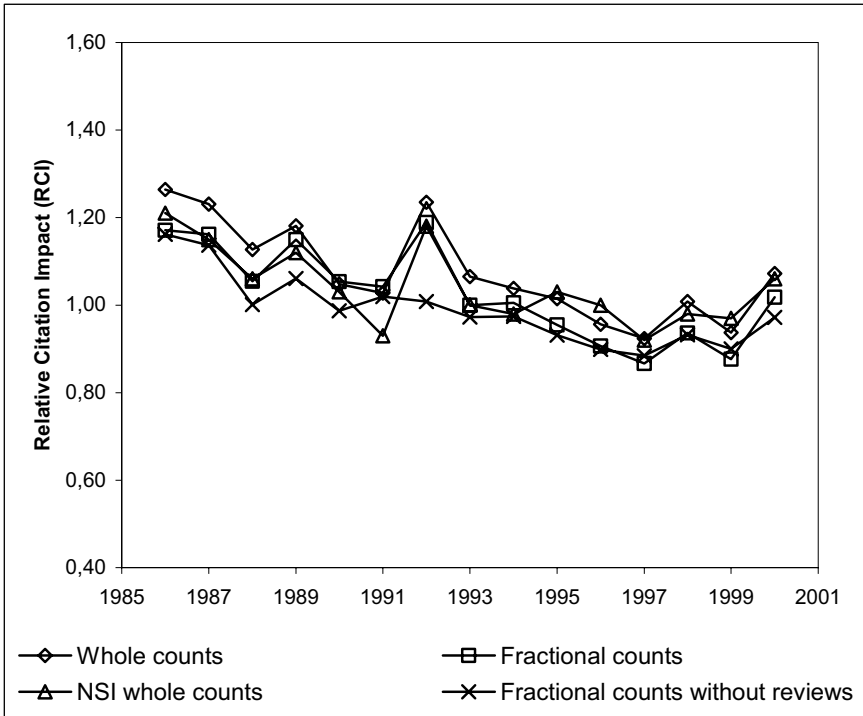 1,60
1,40
1,20
1,00
0,80
0,60
0,40
Relative Citation Impact (RCI)
1985 1987 1989 1991 1993 1995 1997 1999 2001
Whole counts Fractional counts
NSI whole counts Fractional counts without reviews